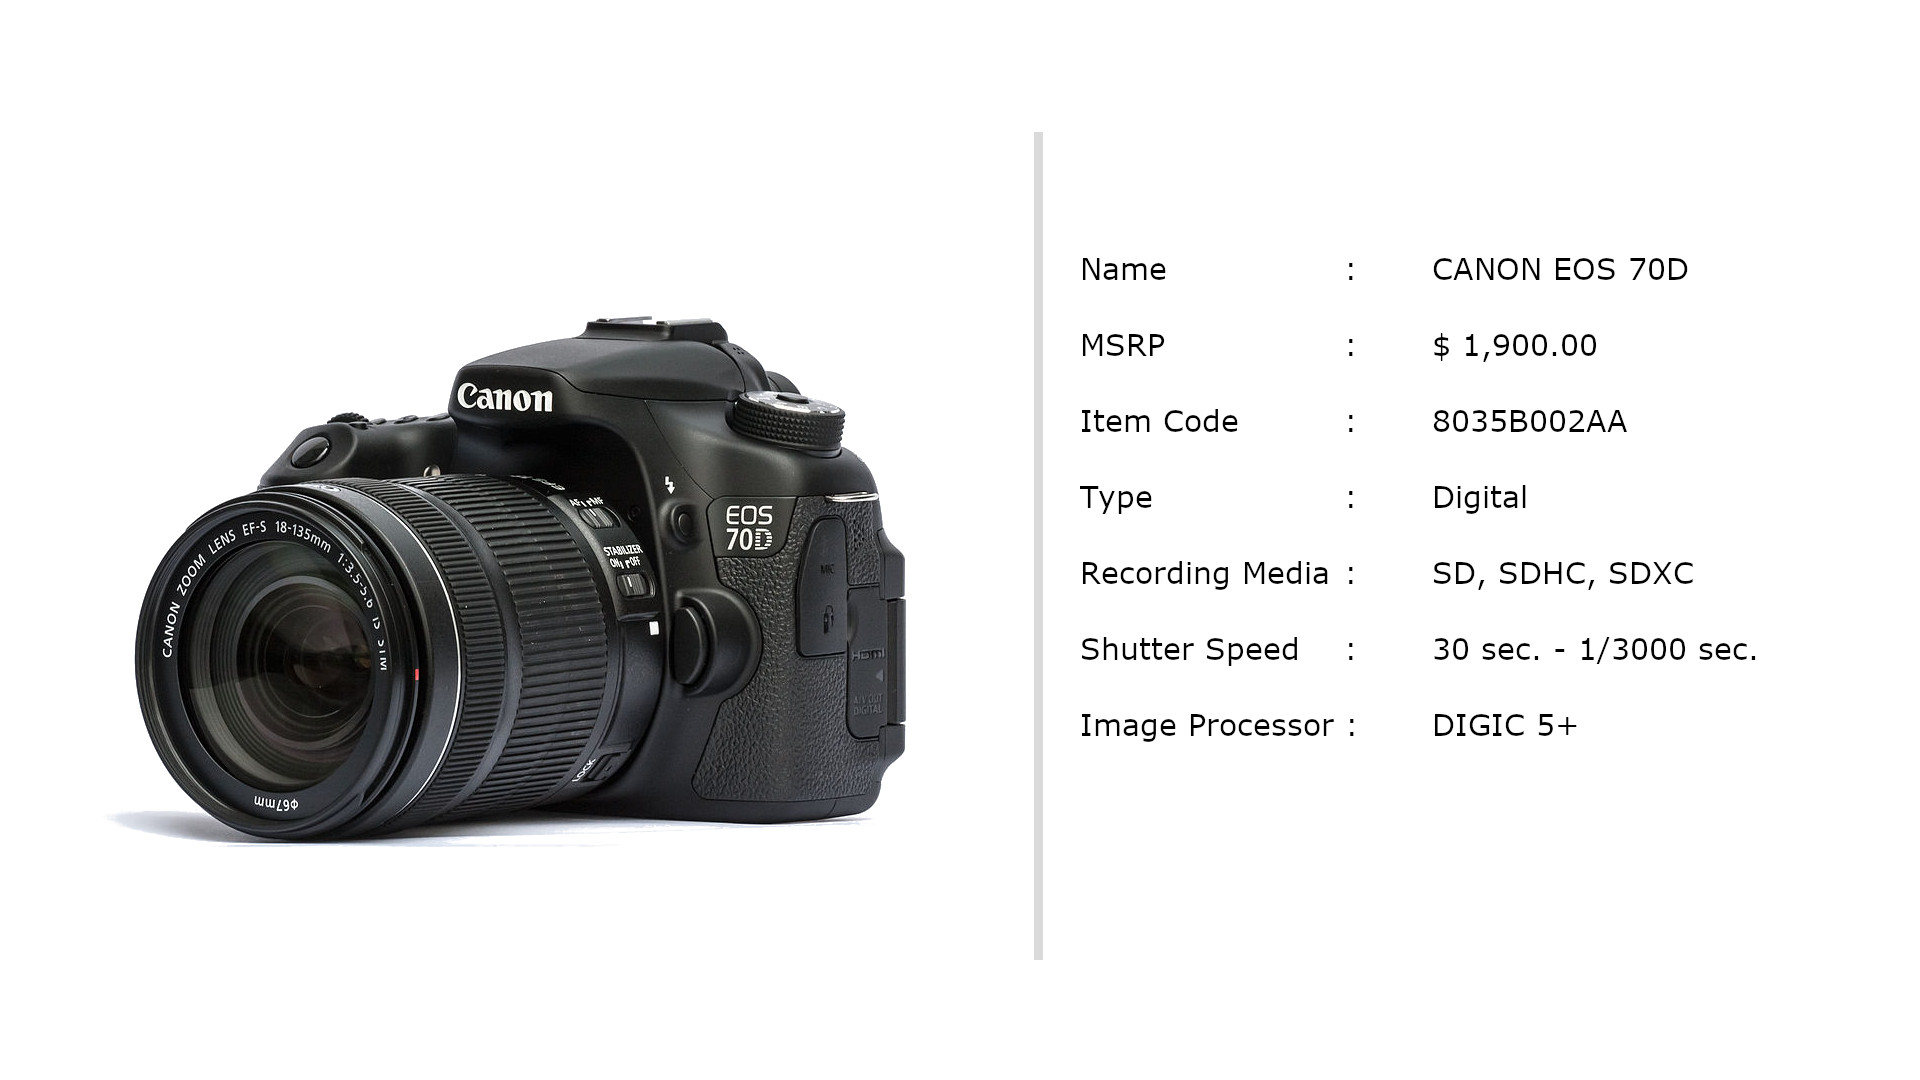 Canon
EOS
70D
AF MF
STABILIZER
ON OFF
CANON ZOOM LENS EF-S 18-135mm 1:3.5-5.6 IS STM
φ67mm
LOCK
MIC
HDMI
A/V OUT
DIGITAL
Name : CANON EOS 70D
MSRP : $ 1,900.00
Item Code : 8035B002AA
Type : Digital
Recording Media : SD, SDHC, SDXC
Shutter Speed : 30 sec. - 1/3000 sec.
Image Processor : DIGIC 5+